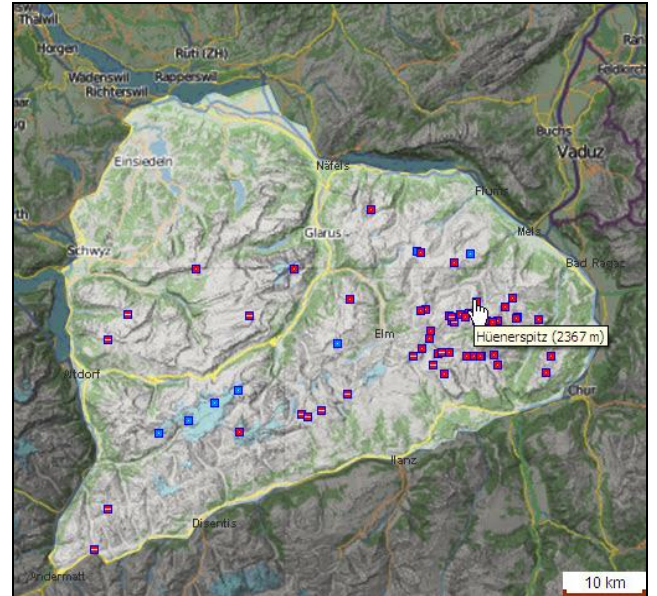 Thalwil
Horgen
Rüti (ZH)
Wädenswil
Rapperswil
Richterswil
Feldkirch
Buchs
Vaduz
Einsiedeln
Näfels
Flums
Glarus
Mels
Schwyz
Bad Ragaz
Elm
Hüenerspitz (2367 m)
Altdorf
Chur
Ilanz
Disentis
Andermatt
10 km